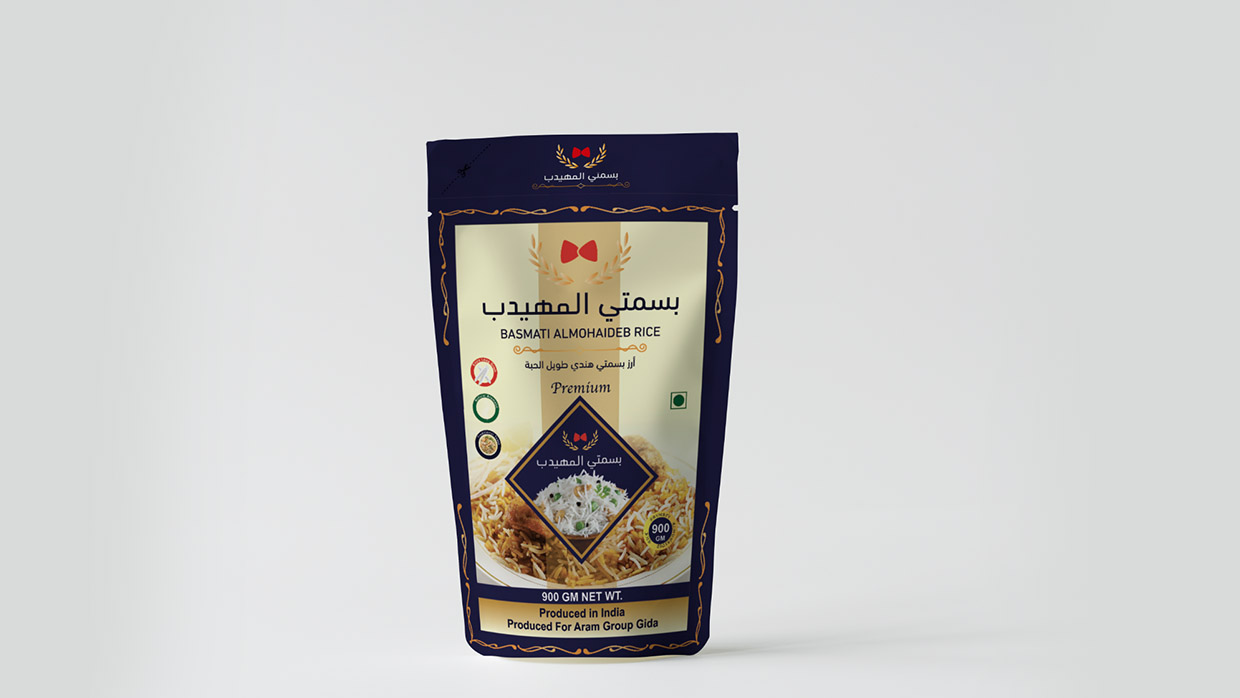 بسمتي المهيدب
بسمتي المهيدب
BASMATI ALMOHAIDEB RICE
أرز بسمتي هندي طويل الحبة
Premium
بسمتي المهيدب
900
GM
900 GM NET WT.
Produced in India
Produced For Aram Group Gida